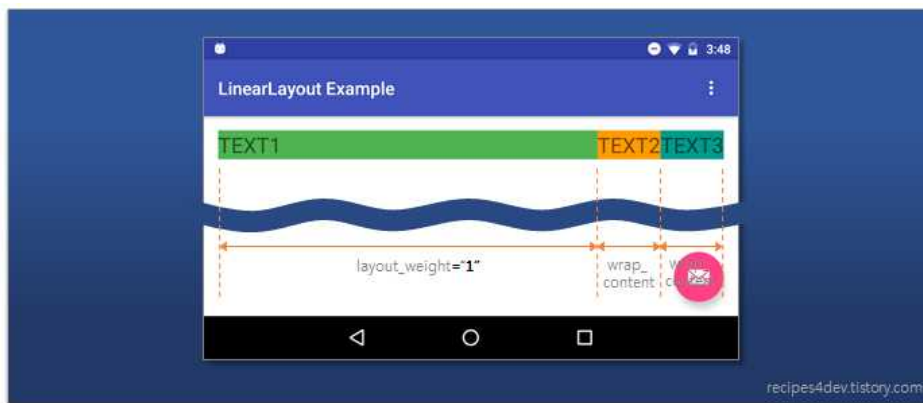 3:48
LinearLayout Example
TEXT1 TEXT2 TEXT3
layout_weight="1"
wrap_
content
recipes4dev.tistory.com